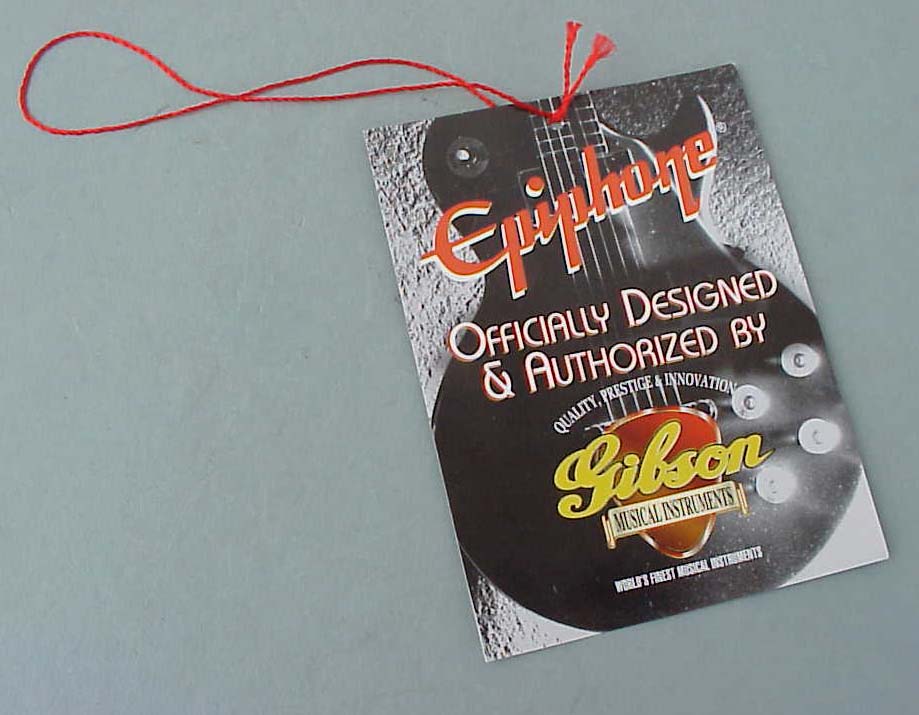 Epiphone®
OFFICIALLY DESIGNED
& AUTHORIZED BY
QUALITY, PRESTIGE & INNOVATION
Gibson
MUSICAL INSTRUMENTS
WORLD'S FINEST MUSICAL INSTRUMENTS